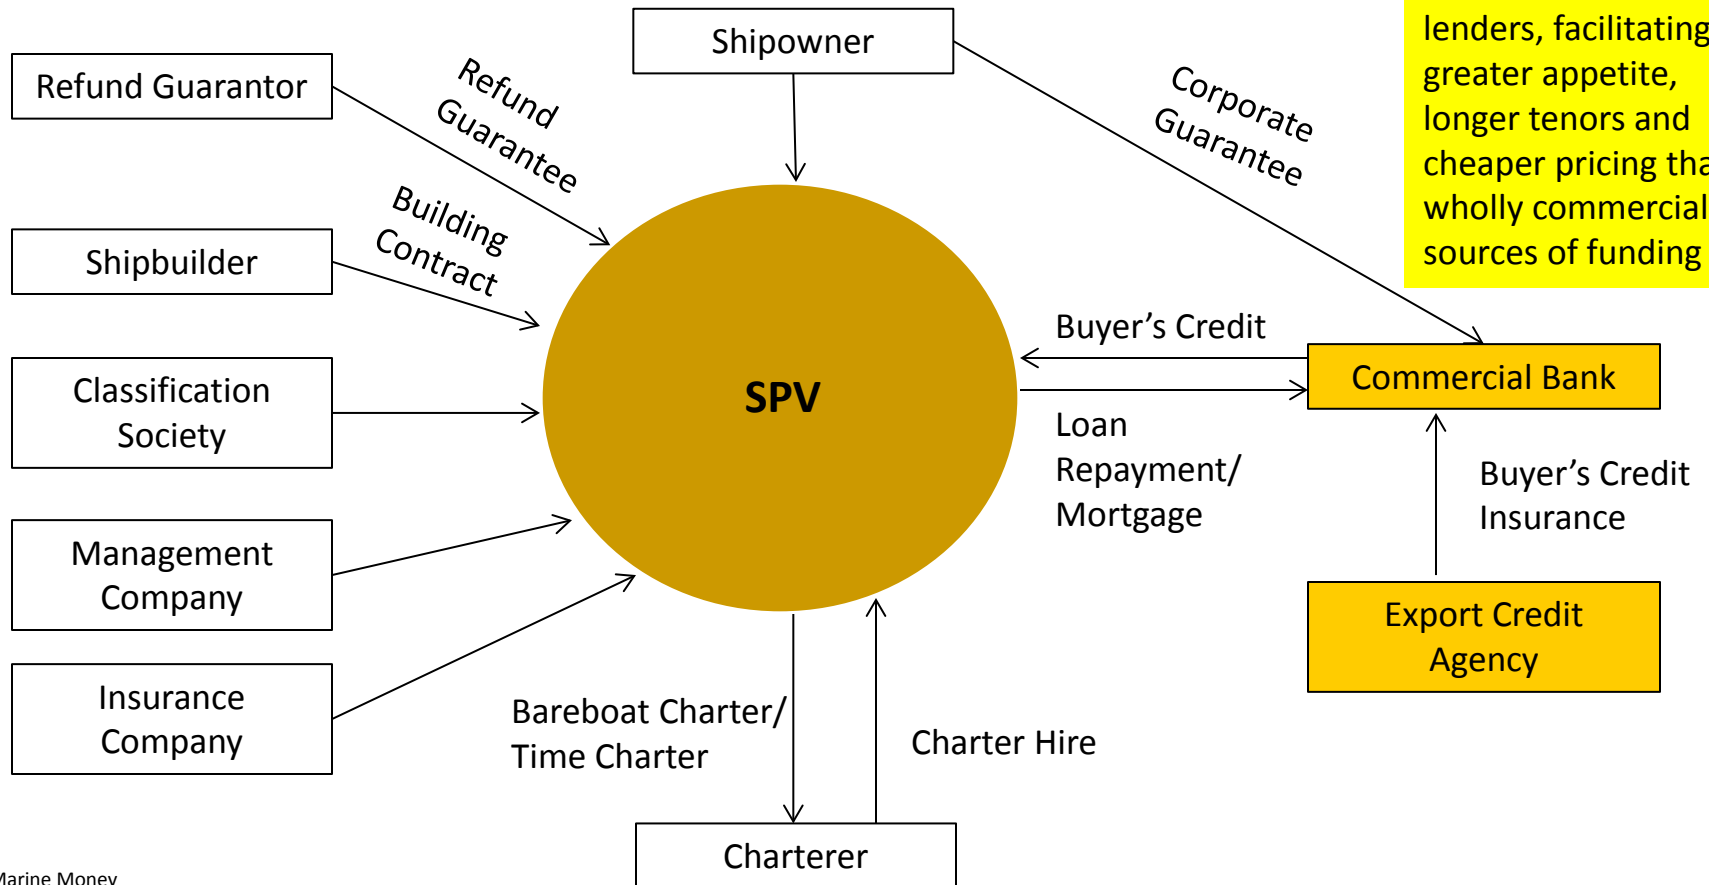 Shipowner
Refund Guarantor
Refund
Guarantee
Corporate
Guarantee
lenders, facilitating
greater appetite,
longer tenors and
cheaper pricing
wholly commercial
sources of funding
Building
Contract
Shipbuilder
Buyer’s Credit
Commercial Bank
Classification
Society
SPV
Loan
Repayment/
Mortgage
Buyer’s Credit
Insurance
Management
Company
Export Credit
Agency
Insurance
Company
Bareboat Charter/
Time Charter
Charter Hire
Charterer
Marine Money